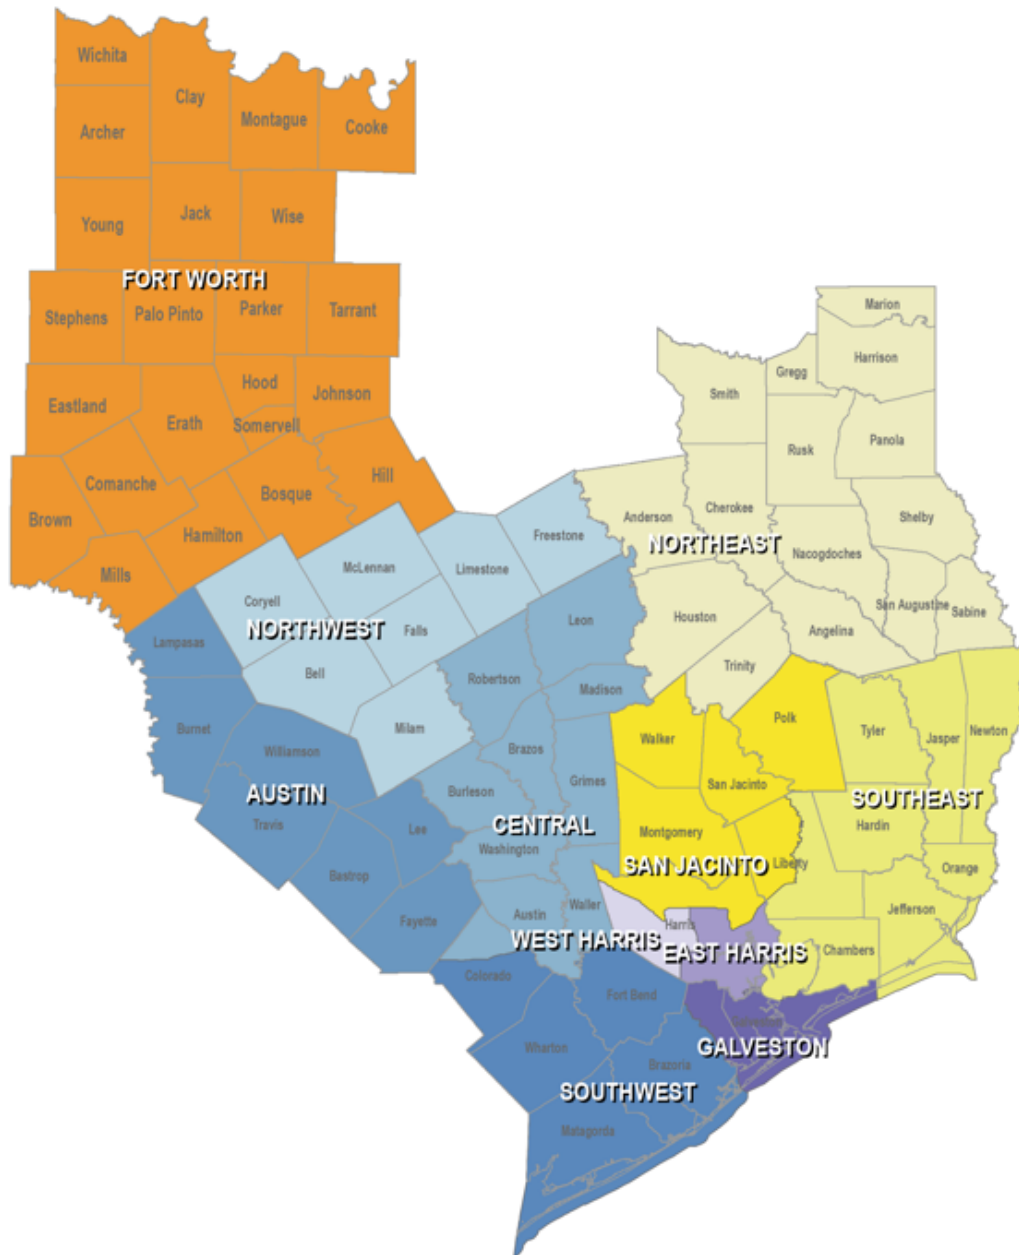 Wichita
Clay
Montague
Cooke
Archer
Young
Jack
Wise
FORT WORTH
Stephens
Palo Pinto
Parker
Tarrant
Marion
Harrison
Gregg
Smith
Hood
Johnson
Eastland
Erath
Somervell
Rusk
Panola
Comanche
Hill
Bosque
Brown
Hamilton
Mills
Freestone
Anderson
Cherokee
Shelby
NORTHEAST
Nacogdoches
McLennan
Limestone
Coryell
NORTHWEST
Falls
Leon
Houston
San Augustine
Sabine
Angelina
Lampasas
Bell
Robertson
Madison
Trinity
Burnet
Milam
Williamson
Brazos
Walker
Polk
Tyler
Jasper
Newton
AUSTIN
Burleson
Grimes
San Jacinto
SOUTHEAST
Travis
Lee
CENTRAL
Montgomery
Hardin
Washington
SAN JACINTO
Liberty
Orange
Bastrop
Fayette
Austin
Waller
Jefferson
Harris
WEST HARRIS
EAST HARRIS
Chambers
Colorado
Fort Bend
Wharton
GALVESTON
Brazoria
SOUTHWEST
Matagorda